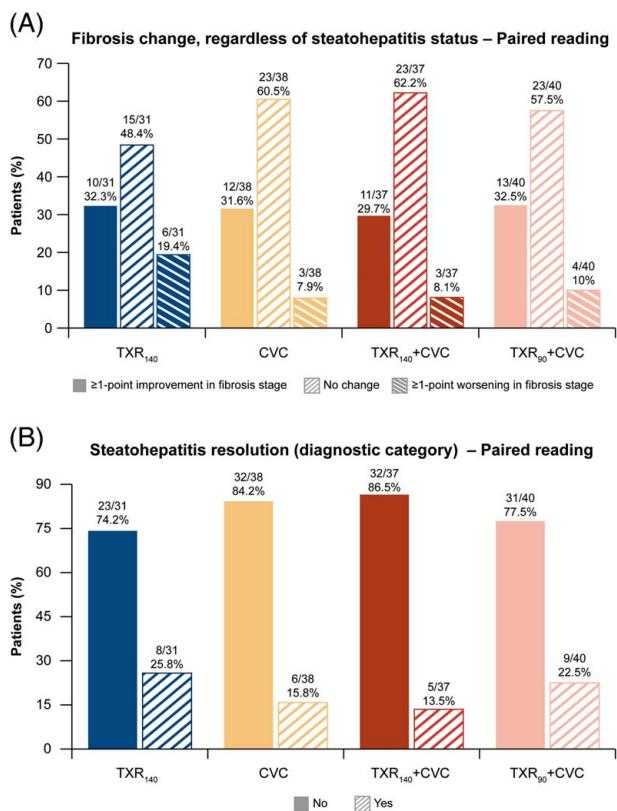 (A)
Fibrosis change, regardless of steatohepatitis status – Paired reading
Patients (%)
70
60
50
40
30
20
10
0
10/31
32.3%
15/31
48.4%
6/31
19.4%
12/38
31.6%
23/38
60.5%
3/38
7.9%
11/37
29.7%
23/37
62.2%
3/37
8.1%
13/40
32.5%
23/40
57.5%
4/40
10%
TXR₁₄₀
CVC
TXR₁₄₀+CVC
TXR₉₀+CVC
≥1-point improvement in fibrosis stage
No change
≥1-point worsening in fibrosis stage
(B)
Steatohepatitis resolution (diagnostic category) – Paired reading
Patients (%)
90
75
60
45
30
15
0
23/31
74.2%
8/31
25.8%
32/38
84.2%
6/38
15.8%
32/37
86.5%
5/37
13.5%
31/40
77.5%
9/40
22.5%
TXR₁₄₀
CVC
TXR₁₄₀+CVC
TXR₉₀+CVC
No
Yes